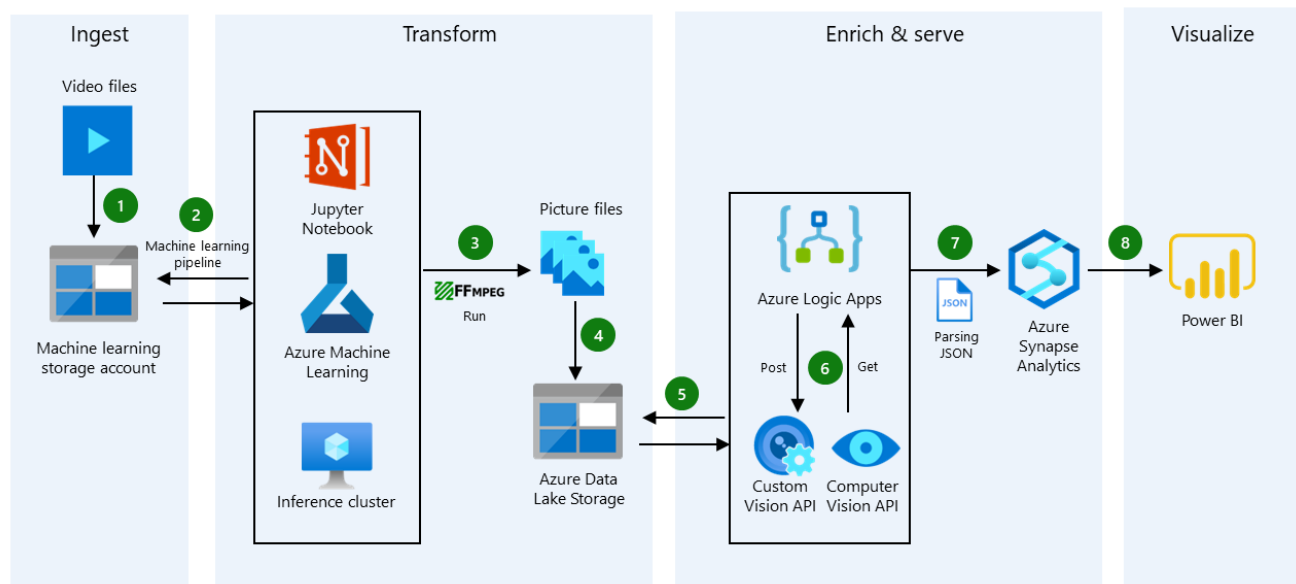 Ingest
Transform
Enrich & serve
Visualize
Video files
1
2
Machine learning
pipeline
Machine learning
storage account
Jupyter
Notebook
Azure Machine
Learning
Inference cluster
3
FFMPEG
Run
Picture files
4
Azure Data
Lake Storage
5
Azure Logic Apps
Post
6
Get
Custom
Vision API
Computer
Vision API
7
JSON
Parsing
JSON
Azure
Synapse
Analytics
8
Power BI